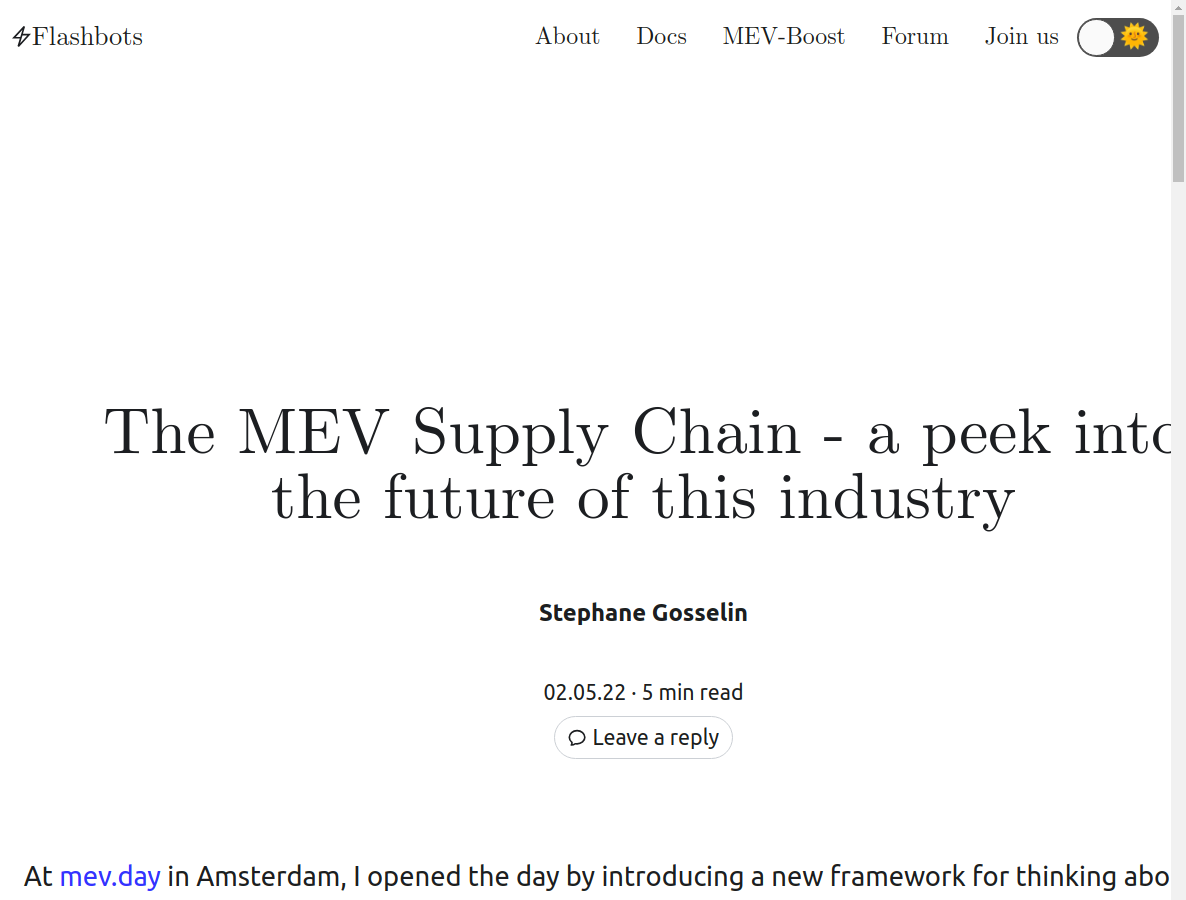 Flashbots
About Docs MEV-Boost Forum Join us
The MEV Supply Chain - a peek into
the future of this industry
Stephane Gosselin
02.05.22 · 5 min read
Leave a reply
At mev.day in Amsterdam, I opened the day by introducing a new framework for thinking abo